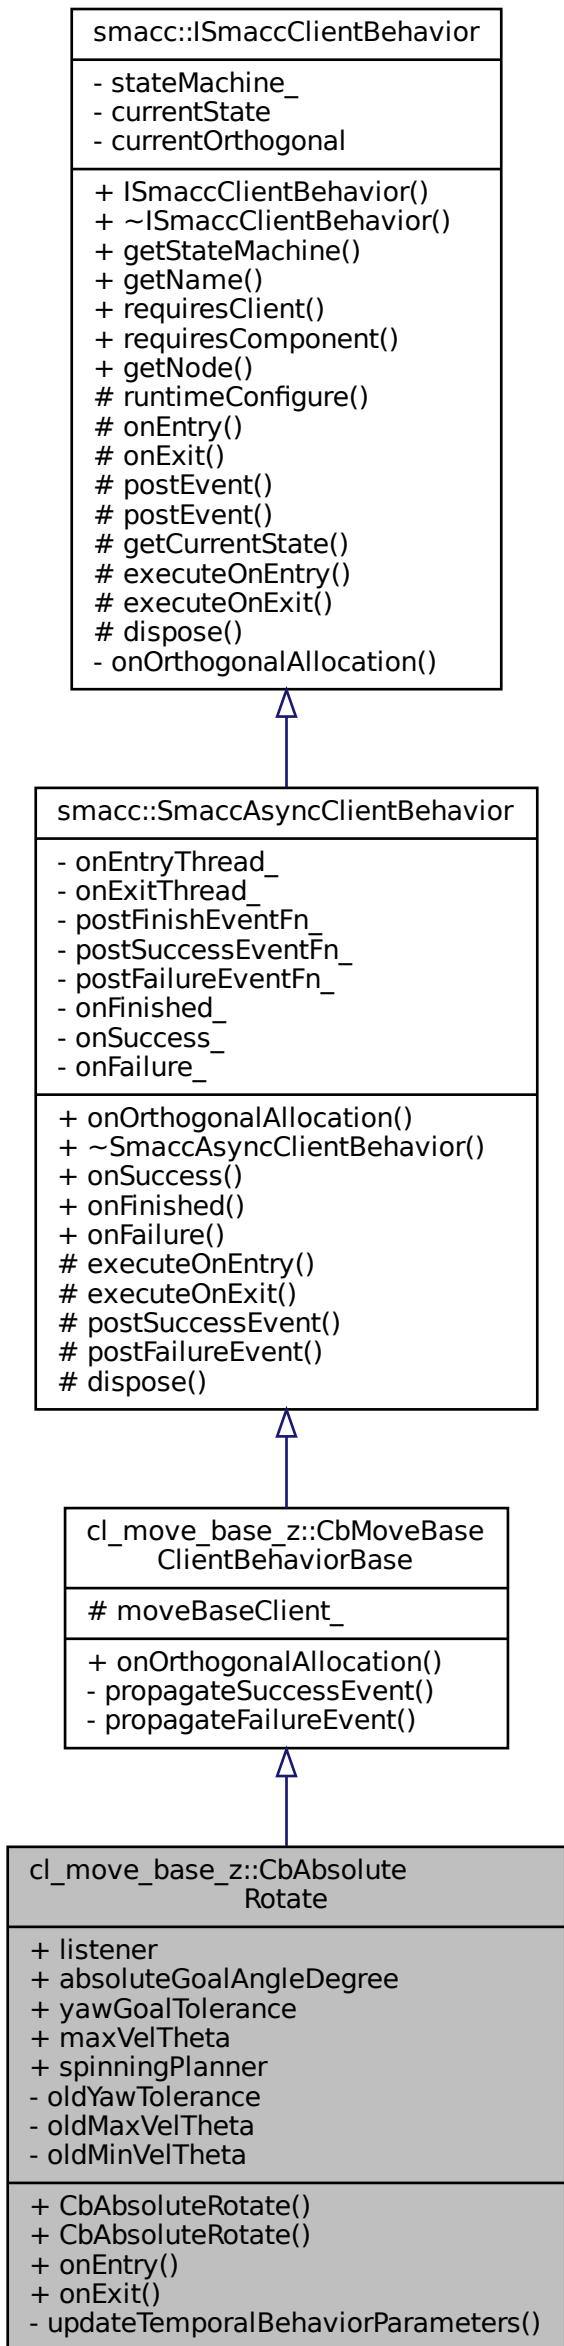 smacc::ISmaccClientBehavior
- stateMachine_
- currentState
- currentOrthogonal
+ ISmaccClientBehavior()
+ ~ISmaccClientBehavior()
+ getStateMachine()
+ getName()
+ requiresClient()
+ requiresComponent()
+ getNode()
# runtimeConfigure()
# onEntry()
# onExit()
# postEvent()
# postEvent()
# getCurrentState()
# executeOnEntry()
# executeOnExit()
# dispose()
- onOrthogonalAllocation()
smacc::SmaccAsyncClientBehavior
- onEntryThread_
- onExitThread_
- postFinishEventFn_
- postSuccessEventFn_
- postFailureEventFn_
- onFinished_
- onSuccess_
- onFailure_
+ onOrthogonalAllocation()
+ ~SmaccAsyncClientBehavior()
+ onSuccess()
+ onFinished()
+ onFailure()
# executeOnEntry()
# executeOnExit()
# postSuccessEvent()
# postFailureEvent()
# dispose()
cl_move_base_z::CbMoveBase
ClientBehaviorBase
# moveBaseClient_
+ onOrthogonalAllocation()
- propagateSuccessEvent()
- propagateFailureEvent()
cl_move_base_z::CbAbsolute
Rotate
+ listener
+ absoluteGoalAngleDegree
+ yawGoalTolerance
+ maxVelTheta
+ spinningPlanner
- oldYawTolerance
- oldMaxVelTheta
- oldMinVelTheta
+ CbAbsoluteRotate()
+ CbAbsoluteRotate()
+ onEntry()
+ onExit()
- updateTemporalBehaviorParameters()